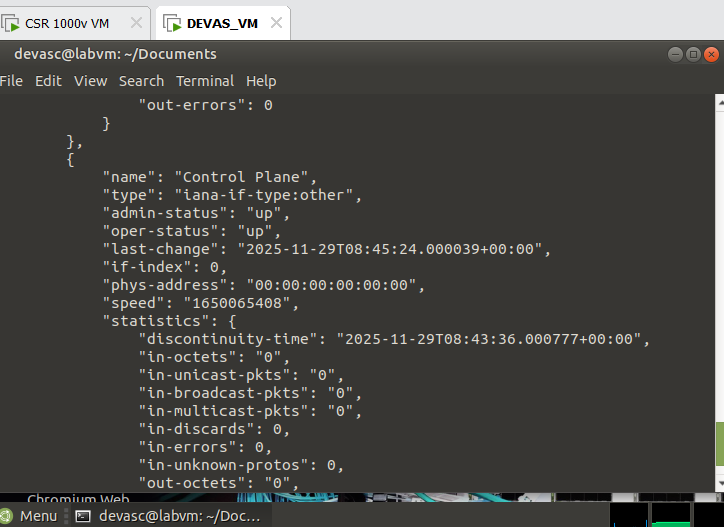 CSR 1000v VM
DEVAS_VM
devasc@labvm: ~/Documents
File Edit View Search Terminal Help
"out-errors": 0
}
},
{
"name": "Control Plane",
"type": "iana-if-type:other",
"admin-status": "up",
"oper-status": "up",
"last-change": "2025-11-29T08:45:24.000039+00:00",
"if-index": 0,
"phys-address": "00:00:00:00:00:00",
"speed": "1650065408",
"statistics": {
"discontinuity-time": "2025-11-29T08:43:36.000777+00:00",
"in-octets": "0",
"in-unicast-pkts": "0",
"in-broadcast-pkts": "0",
"in-multicast-pkts": "0",
"in-discards": 0,
"in-errors": 0,
"in-unknown-protos": 0,
"out-octets": "0",
Chromium Web
Menu
devasc@labvm: ~/Doc...